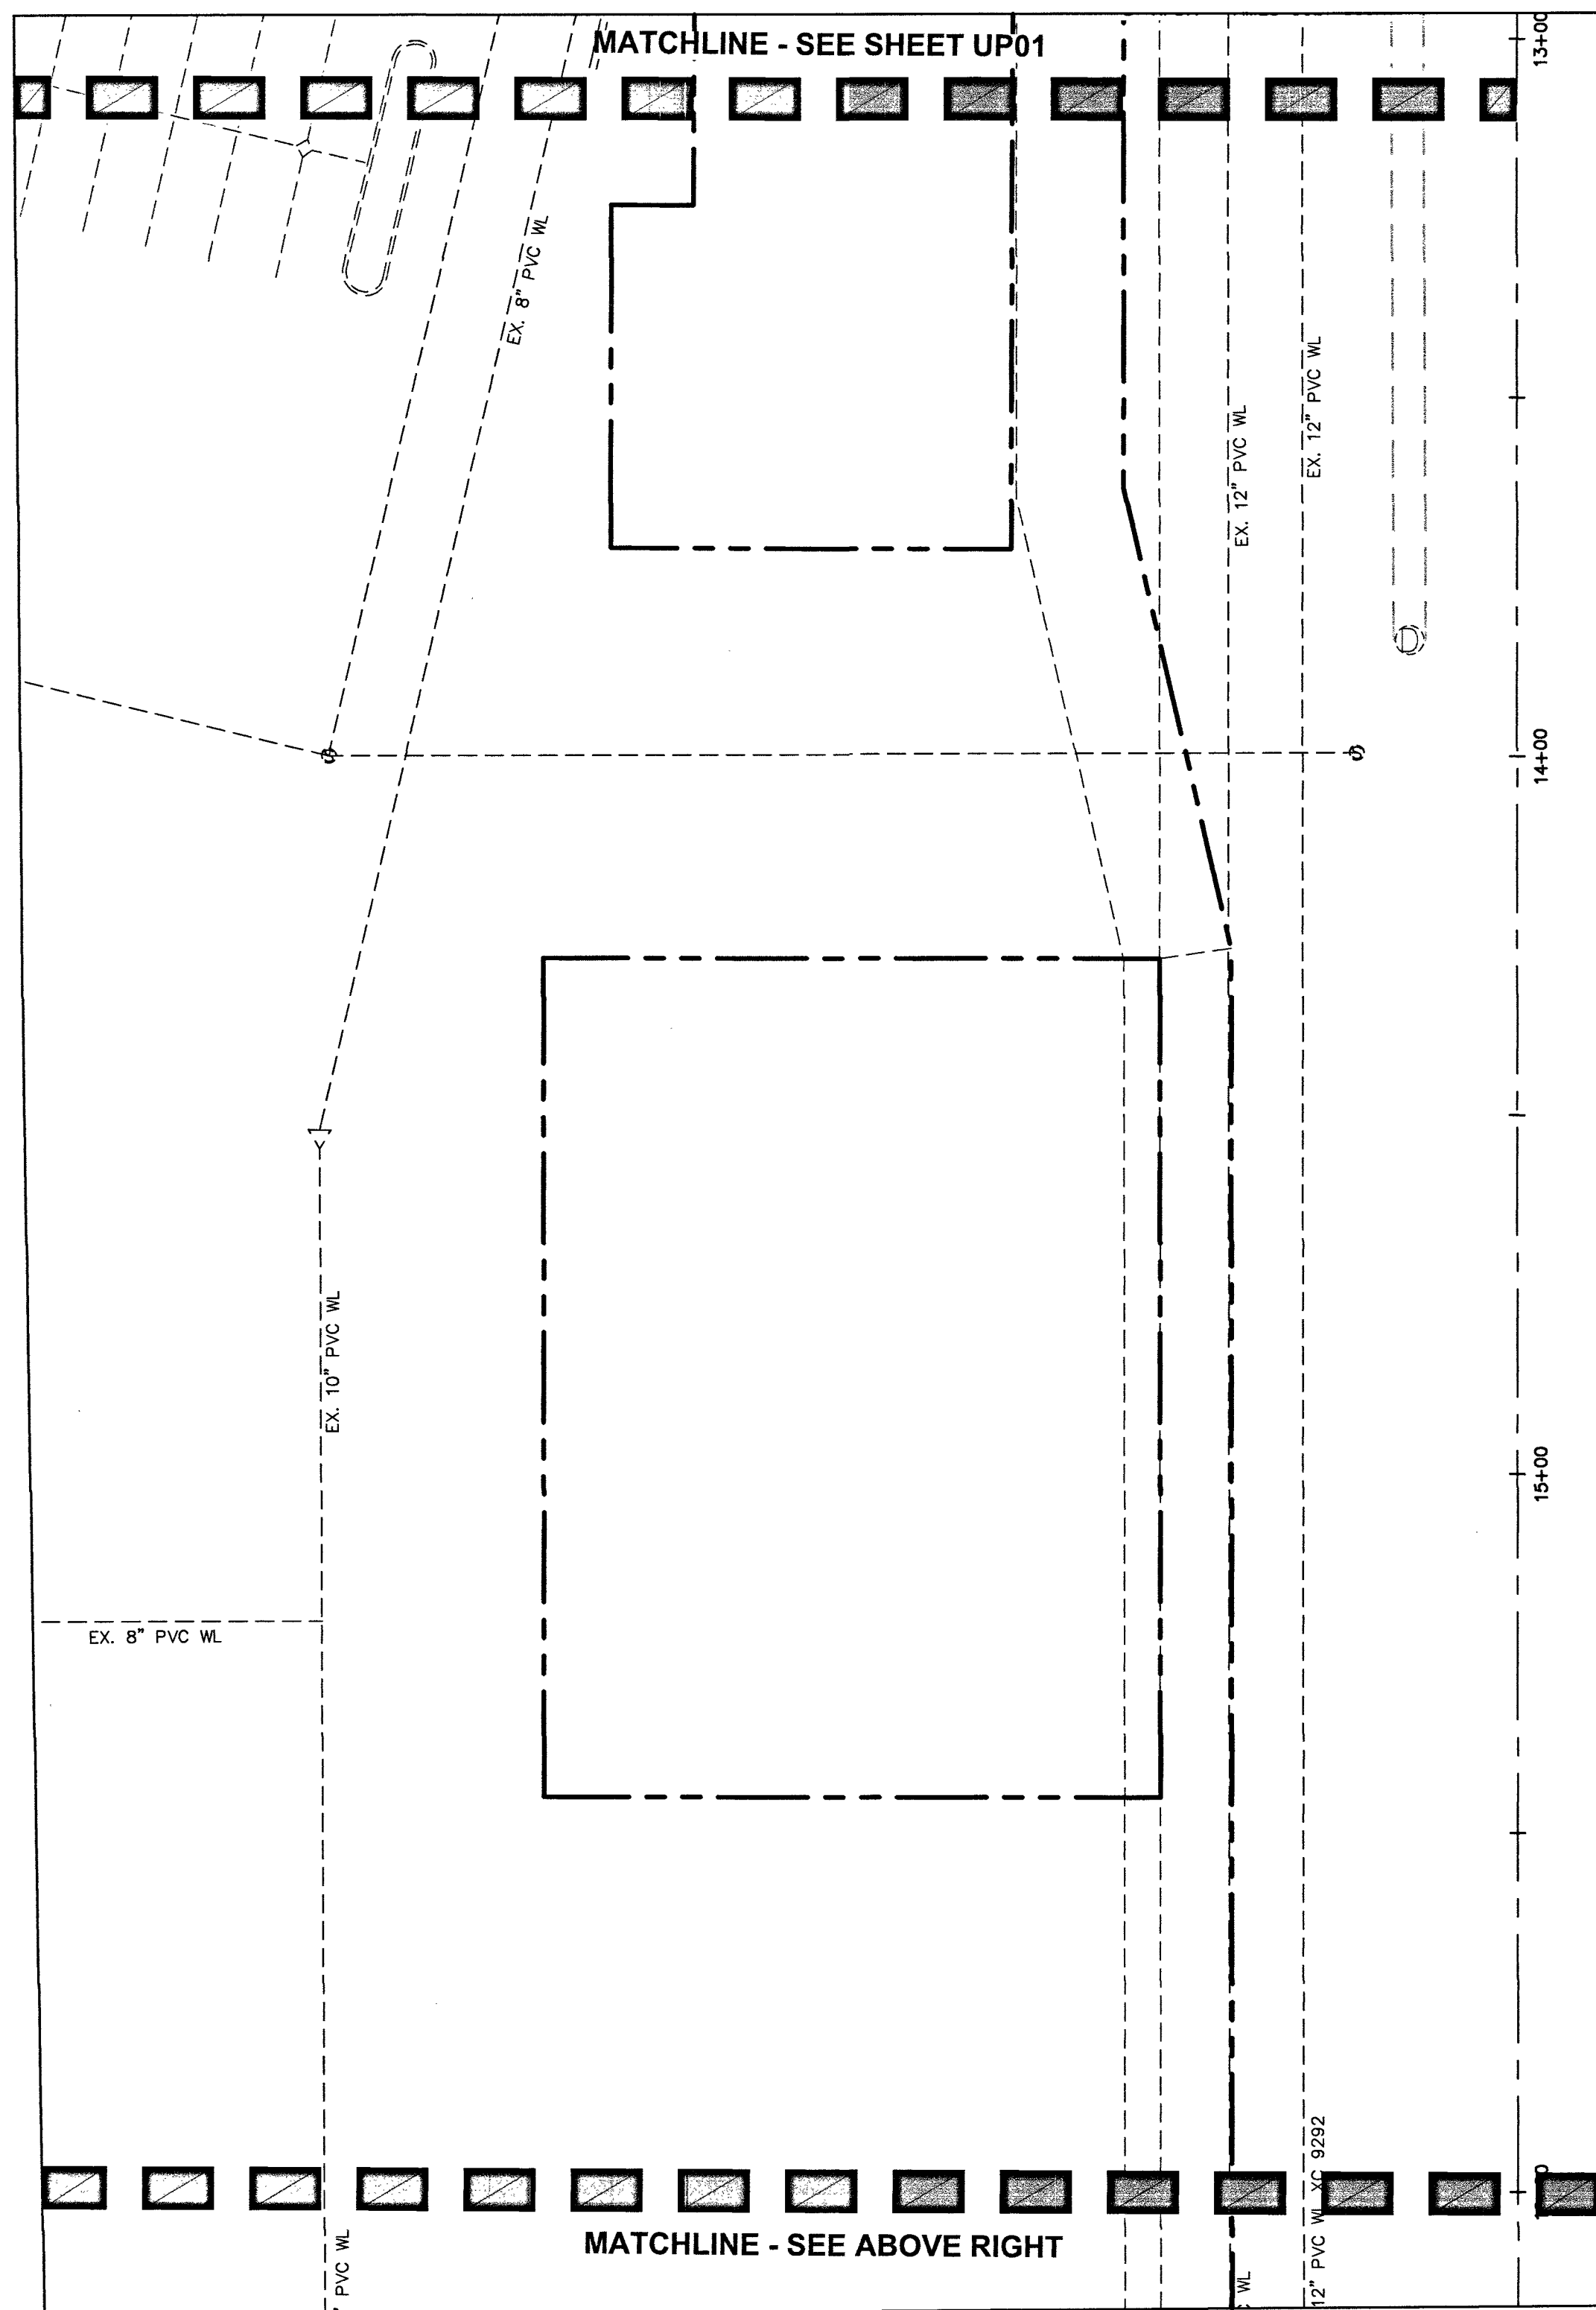 MATCHLINE - SEE SHEET UP01
13+00
EX. 8" PVC WL
EX. 12" PVC WL
EX. 12" PVC WL
D
S
S
14+00
EX. 10" PVC WL
15+00
EX. 8" PVC WL
12" PVC WL XC 9292
MATCHLINE - SEE ABOVE RIGHT
" PVC WL
WL